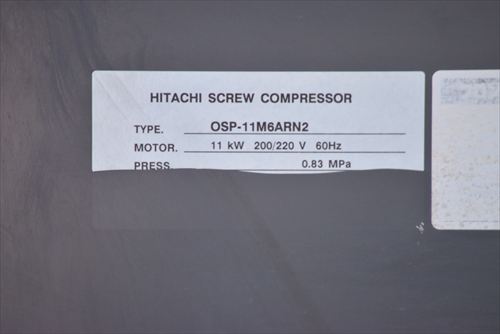 HITACHI SCREW COMPRESSOR
TYPE. OSP-11M6ARN2
MOTOR. 11 kW 200/220 V 60Hz
PRESS. 0.83 MPa